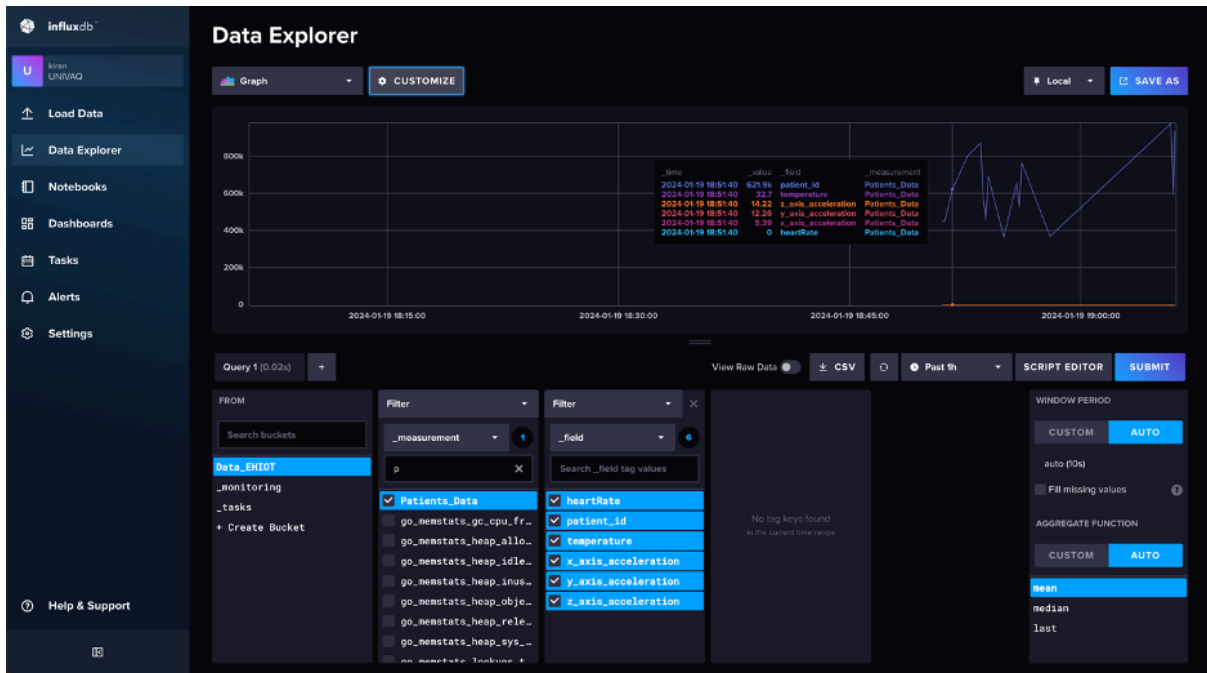 influxdb
kiran
U
UNIVAQ
Load Data
Data Explorer
Notebooks
Dashboards
Tasks
Alerts
Settings
Help & Support
Data Explorer
Graph
CUSTOMIZE
Local
SAVE AS
800k
600k
400k
200k
0
_time _value _field _measurement
2024-01-19 18:51:40 621.9k patient_id Patients_Data
2024-01-19 18:51:40 32.7 temperature Patients_Data
2024-01-19 18:51:40 14.22 z_axis_acceleration Patients_Data
2024-01-19 18:51:40 12.26 y_axis_acceleration Patients_Data
2024-01-19 18:51:40 5.39 x_axis_acceleration Patients_Data
2024-01-19 18:51:40 0 heartRate Patients_Data
2024-01-19 18:15:00 2024-01-19 18:30:00 2024-01-19 18:45:00 2024-01-19 19:00:00
Query 1 (0.02s) +
View Raw Data CSV Past 1h SCRIPT EDITOR SUBMIT
FROM
Search buckets
Data_EHIOT
_monitoring
_tasks
+ Create Bucket
Filter
_measurement 1
p X
Patients_Data
go_memstats_gc_cpu_fr…
go_memstats_heap_allo…
go_memstats_heap_idle…
go_memstats_heap_inus…
go_memstats_heap_obje…
go_memstats_heap_rele…
go_memstats_heap_sys_…
go_memstats_lookups_t…
Filter X
_field 6
Search _field tag values
heartRate
patient_id
temperature
x_axis_acceleration
y_axis_acceleration
z_axis_acceleration
No tag keys found
in the current time range
WINDOW PERIOD
CUSTOM AUTO
auto (10s)
Fill missing values ?
AGGREGATE FUNCTION
CUSTOM AUTO
mean
median
last